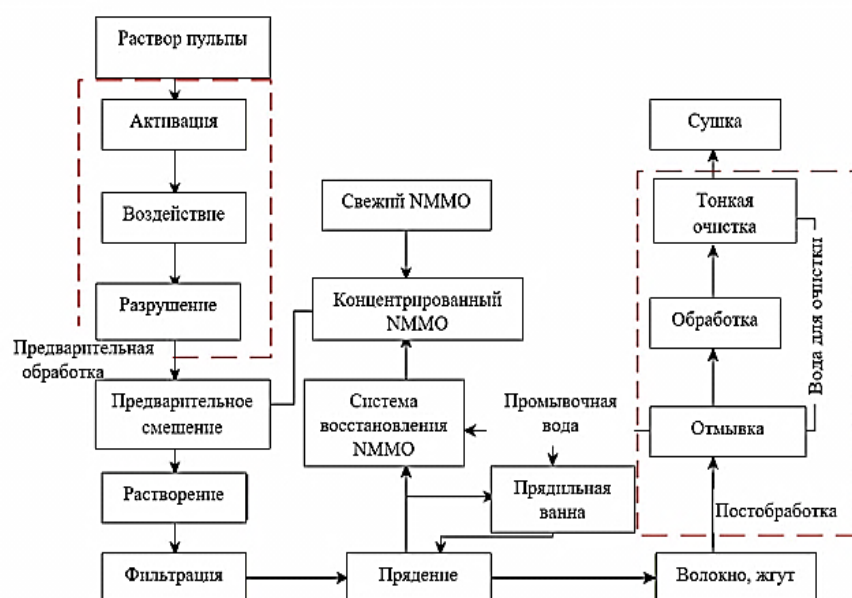 Раствор пульпы
Активация
Воздействие
Разрушение
Предварительная
обработка
Предварительное
смешение
Растворение
Фильтрация
Свежий NMMO
Концентрированный
NMMO
Система
восстановления
NMMO
Промывочная
вода
Прядильная
ванна
Прядение
Сушка
Тонкая
очистка
Обработка
Вода для очистки
Отмывка
Постобработка
Волокно, жгут